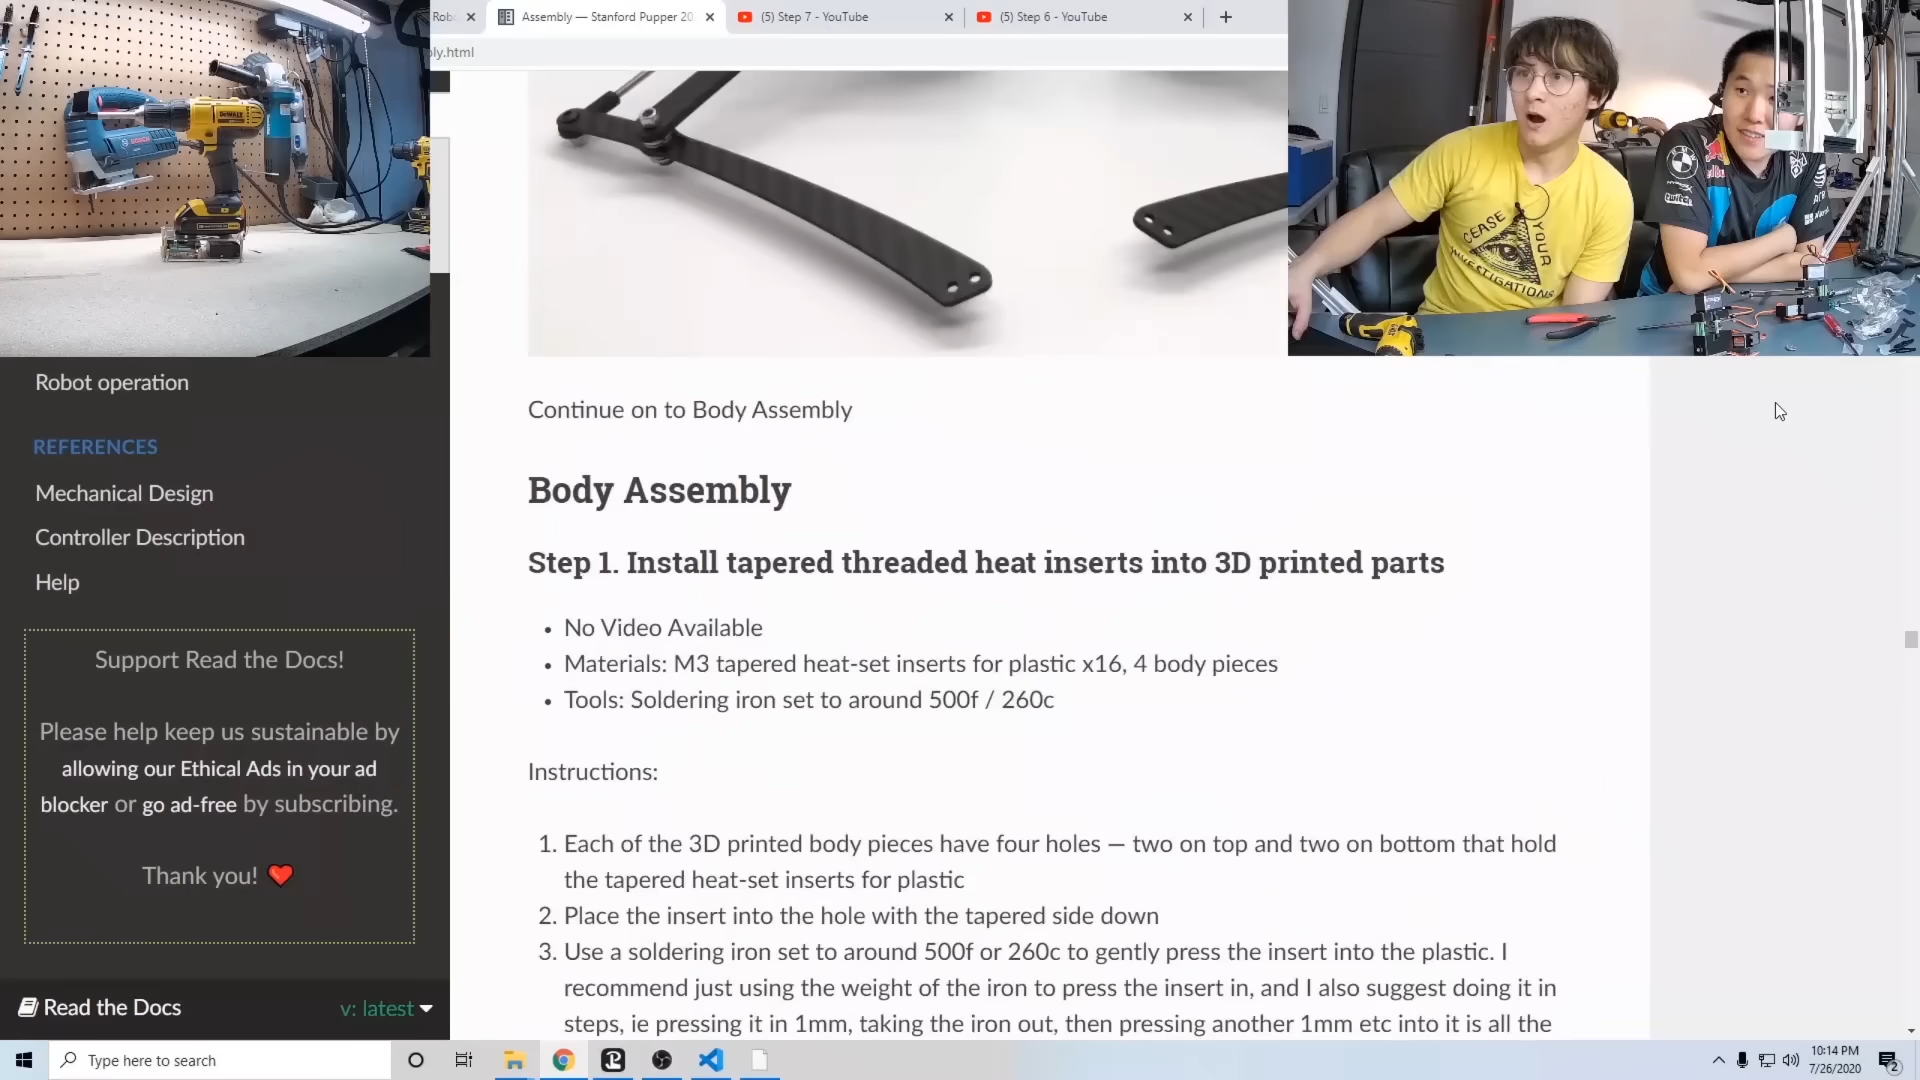 Rob
Assembly — Stanford Pupper 20
(5) Step 7 - YouTube
(5) Step 6 - YouTube
bly.html
BOSCH
DEWALT
CEASE YOUR
INVESTIGATIONS
Continue on to Body Assembly
Body Assembly
Step 1. Install tapered threaded heat inserts into 3D printed parts
• No Video Available
• Materials: M3 tapered heat-set inserts for plastic x16, 4 body pieces
• Tools: Soldering iron set to around 500f / 260c
Instructions:
1. Each of the 3D printed body pieces have four holes — two on top and two on bottom that hold
the tapered heat-set inserts for plastic
2. Place the insert into the hole with the tapered side down
3. Use a soldering iron set to around 500f or 260c to gently press the insert into the plastic. I
recommend just using the weight of the iron to press the insert in, and I also suggest doing it in
steps, ie pressing it in 1mm, taking the iron out, then pressing another 1mm etc into it is all the
Robot operation
REFERENCES
Mechanical Design
Controller Description
Help
Support Read the Docs!
Please help keep us sustainable by
allowing our Ethical Ads in your ad
blocker or go ad-free by subscribing.
Thank you! ❤
Read the Docs
v: latest
Type here to search
10:14 PM
7/26/2020
2